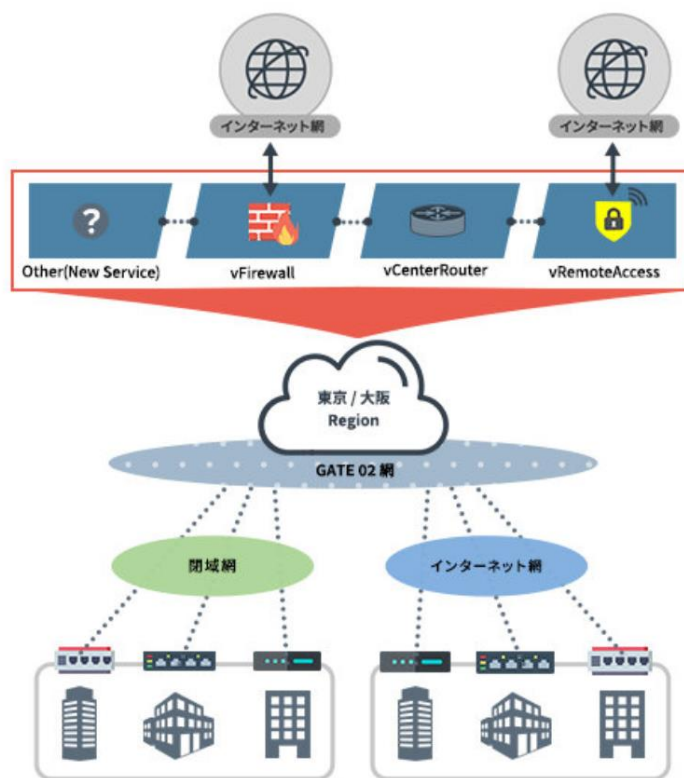 インターネット網
インターネット網
?
Other(New Service)
vFirewall
vCenterRouter
vRemoteAccess
東京 / 大阪
Region
GATE 02 網
閉域網
インターネット網